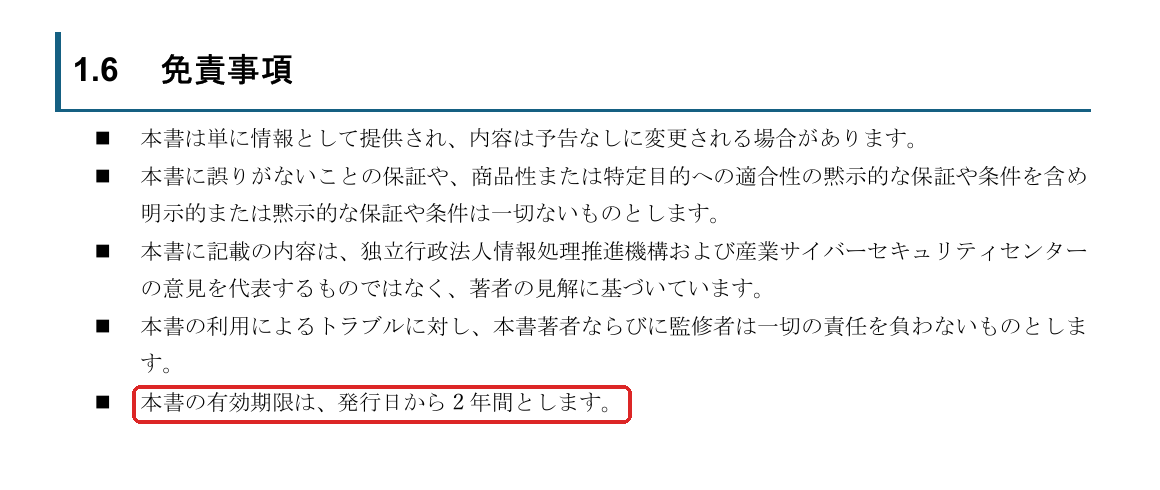 1.6 免責事項
■ 本書は単に情報として提供され、内容は予告なしに変更される場合があります。
■ 本書に誤りがないことの保証や、商品性または特定目的への適合性の黙示的な保証や条件を含め
明示的または黙示的な保証や条件は一切ないものとします。
■ 本書に記載の内容は、独立行政法人情報処理推進機構および産業サイバーセキュリティセンター
の意見を代表するものではなく、著者の見解に基づいています。
■ 本書の利用によるトラブルに対し、本書著者ならびに監修者は一切の責任を負わないものとしま
す。
■ 本書の有効期限は、発行日から 2 年間とします。